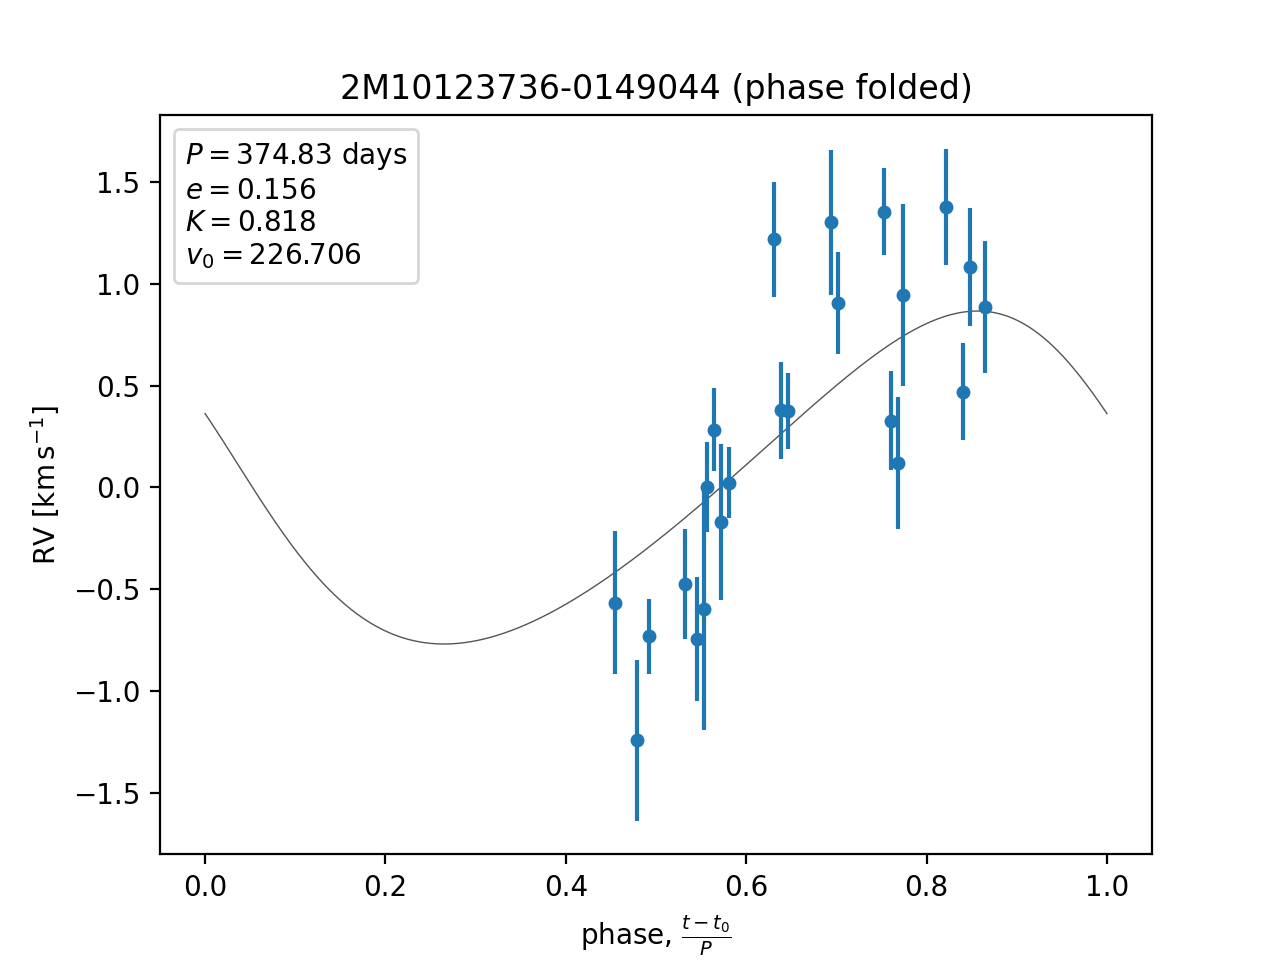 2M10123736-0149044 (phase folded)
P = 374.83 days
e = 0.156
K = 0.818
v₀ = 226.706
1.5
1.0
0.5
0.0
−0.5
−1.0
−1.5
RV [km s⁻¹]
0.0 0.2 0.4 0.6 0.8 1.0
phase, (t − t₀)/P